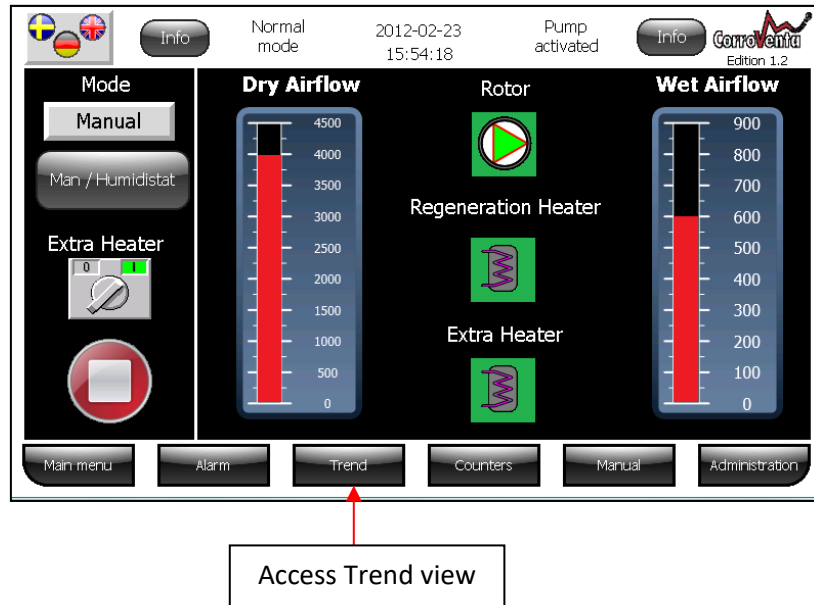 Info
Normal mode
2012-02-23
15:54:18
Pump activated
Info
CorroVenta
Edition 1.2
Mode
Manual
Man / Humidistat
Extra Heater
0 I
Dry Airflow
4500
4000
3500
3000
2500
2000
1500
1000
500
0
Rotor
Regeneration Heater
Extra Heater
Wet Airflow
900
800
700
600
500
400
300
200
100
0
Main menu
Alarm
Trend
Counters
Manual
Administration
Access Trend view